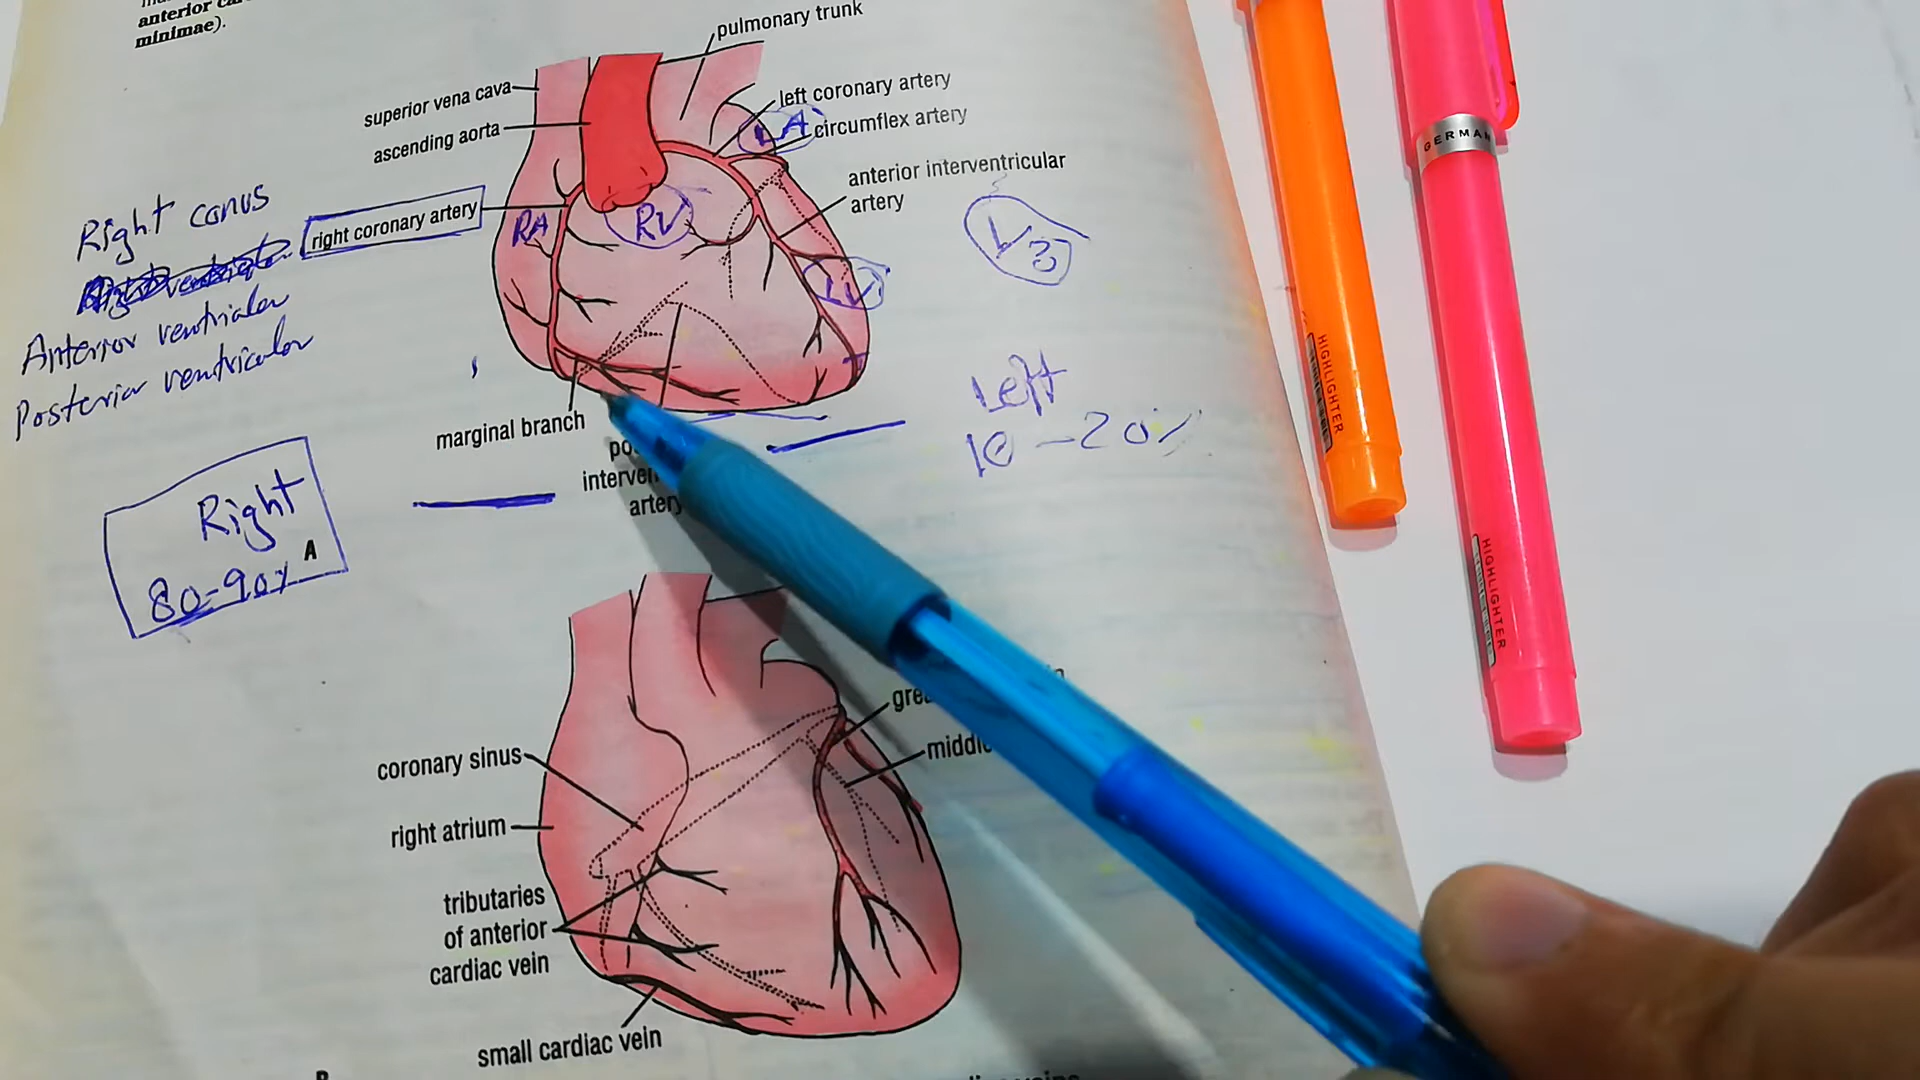 anterior
minimae).
pulmonary trunk
superior vena cava
left coronary artery
LA
ascending aorta
circumflex artery
anterior interventricular
artery
Right conus
right coronary artery
RA
RV
LV
Anterior ventricular
Posterior ventricular
marginal branch
artery
Left
10-20%
Right
80-90%
A
coronary sinus
right atrium
tributaries
of anterior
cardiac vein
small cardiac vein
GERMAN
HIGHLIGHTER
HIGHLIGHTER